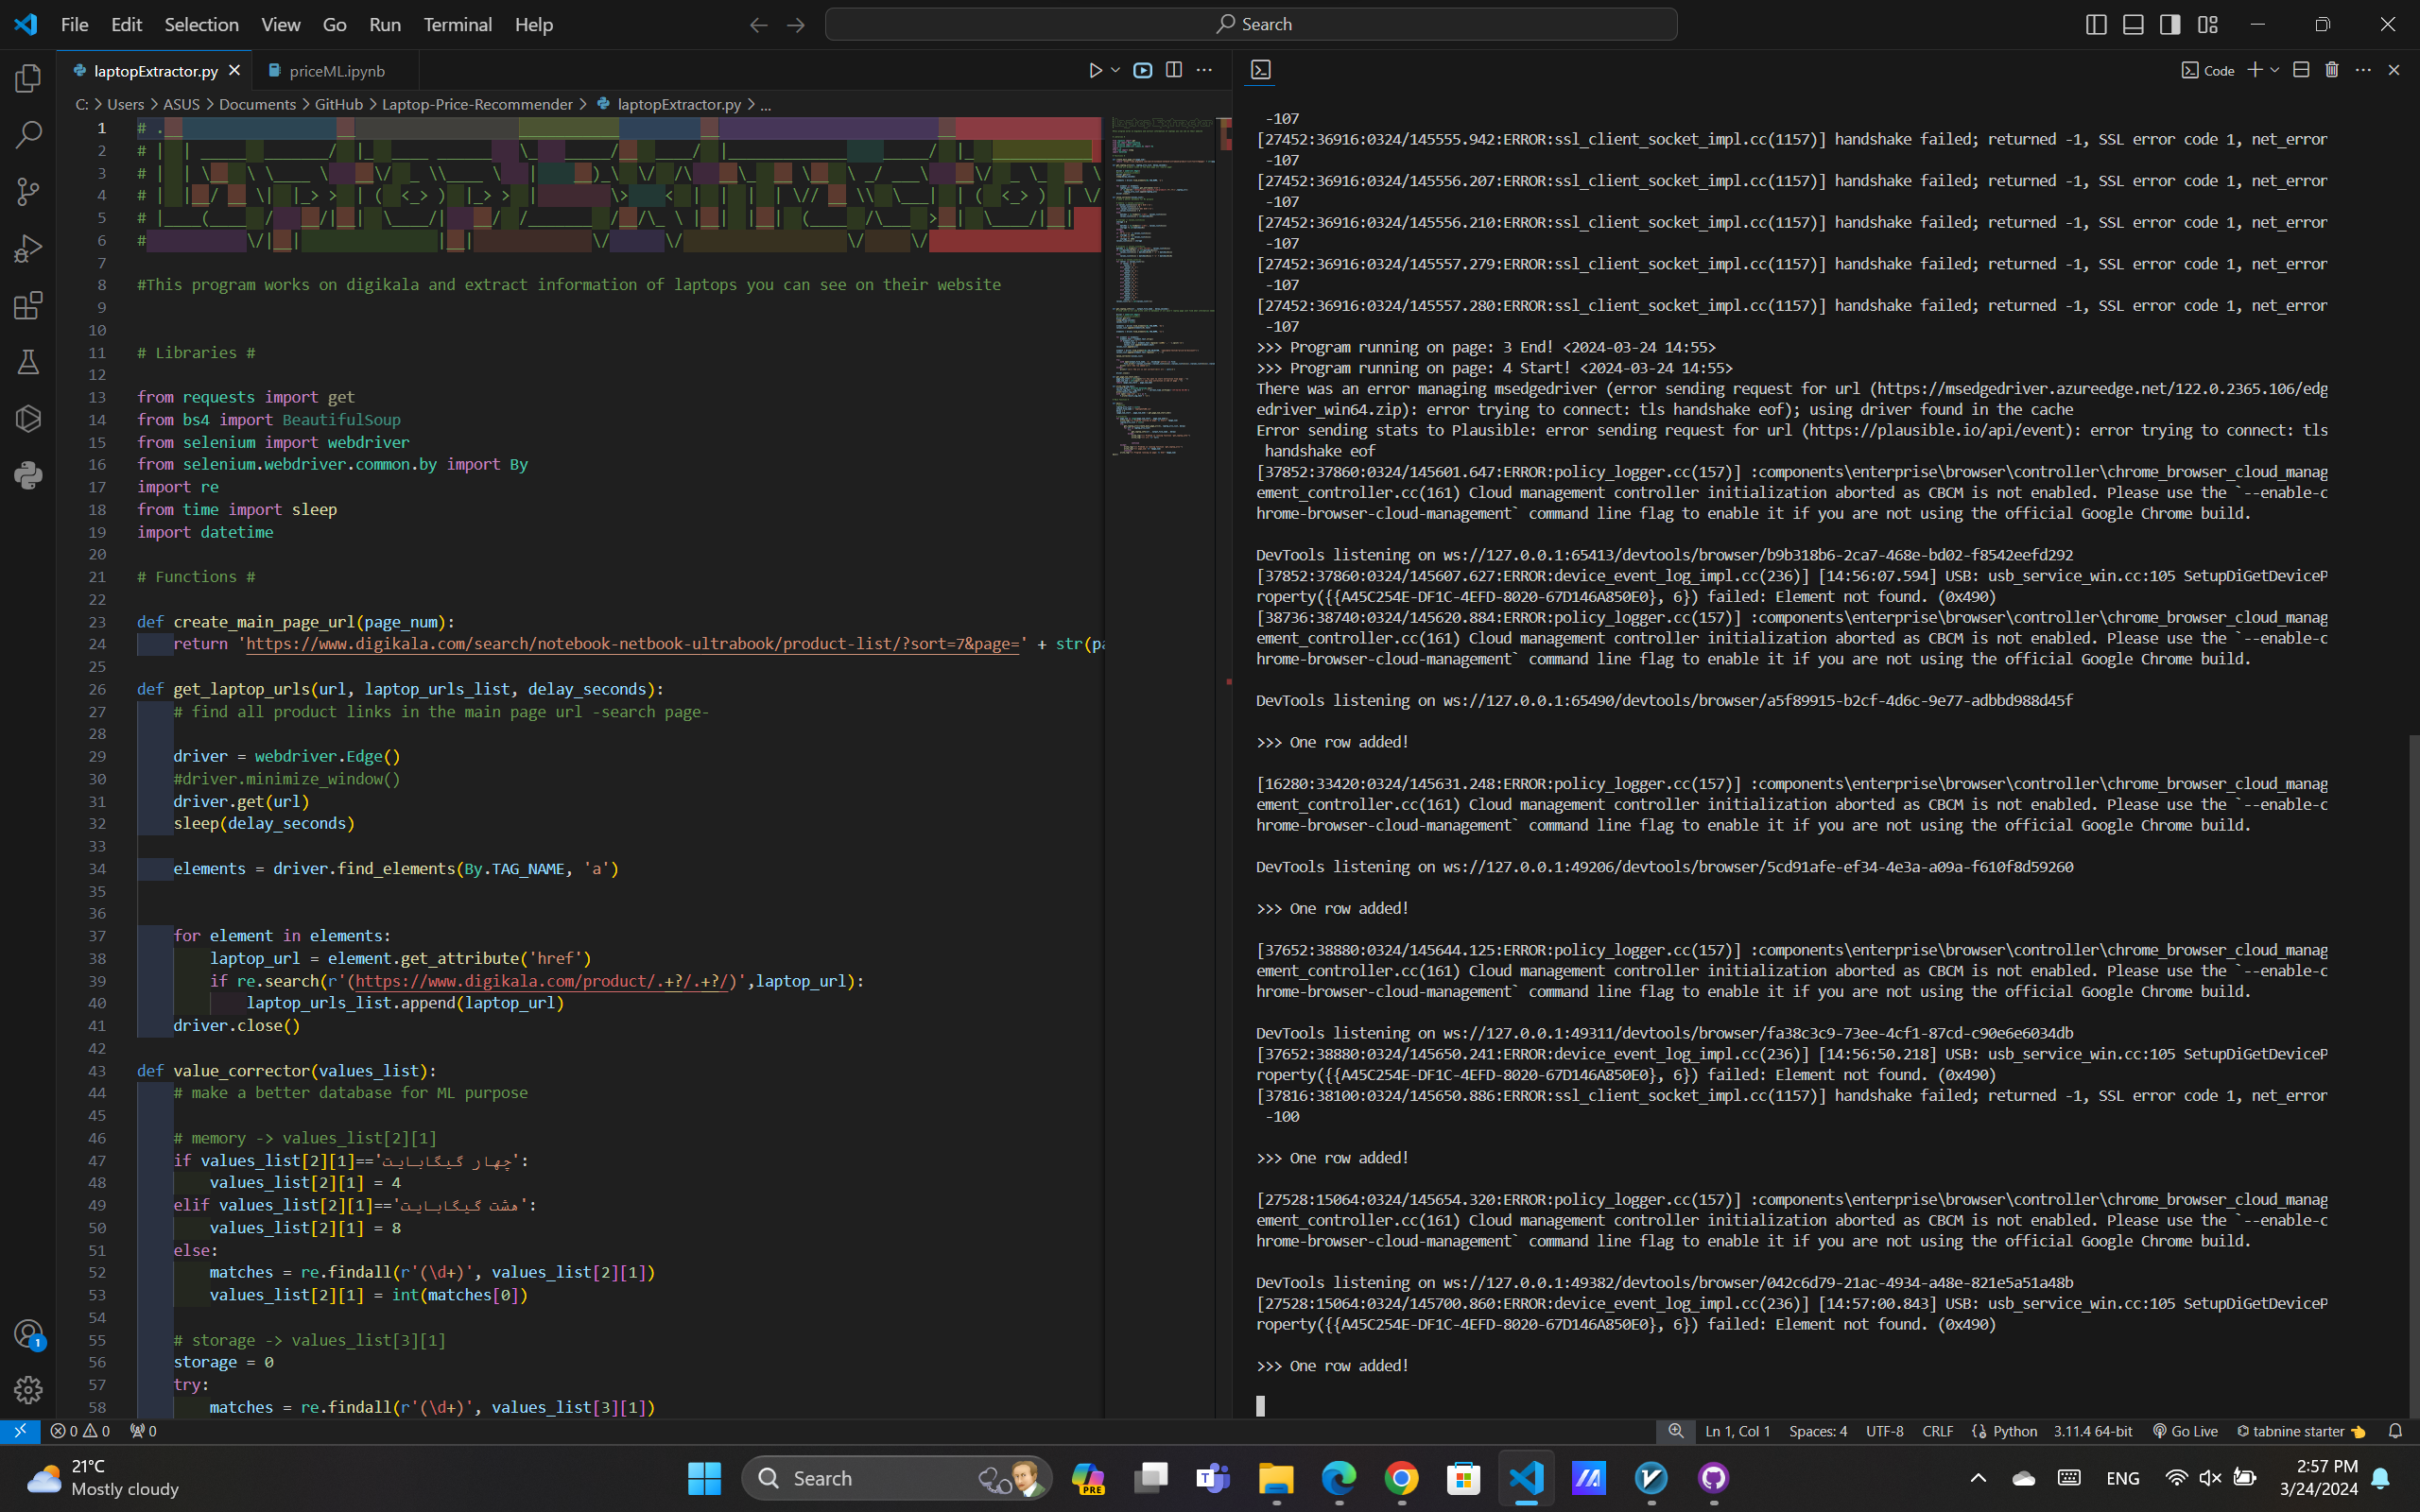 File Edit Selection View Go Run Terminal Help
Search
laptopExtractor.py
priceML.ipynb
Code
C: > Users > ASUS > Documents > GitHub > Laptop-Price-Recommender > laptopExtractor.py > ...
1
2
3
4
5
6
7
8 #This program works on digikala and extract information of laptops you can see on their website
9
10
11 # Libraries #
12
13 from requests import get
14 from bs4 import BeautifulSoup
15 from selenium import webdriver
16 from selenium.webdriver.common.by import By
17 import re
18 from time import sleep
19 import datetime
20
21 # Functions #
22
23 def create_main_page_url(page_num):
24 return 'https://www.digikala.com/search/notebook-netbook-ultrabook/product-list/?sort=7&page=' + str(pa
25
26 def get_laptop_urls(url, laptop_urls_list, delay_seconds):
27 # find all product links in the main page url -search page-
28
29 driver = webdriver.Edge()
30 #driver.minimize_window()
31 driver.get(url)
32 sleep(delay_seconds)
33
34 elements = driver.find_elements(By.TAG_NAME, 'a')
35
36
37 for element in elements:
38 laptop_url = element.get_attribute('href')
39 if re.search(r'(https://www.digikala.com/product/.+?/.+?/)',laptop_url):
40 laptop_urls_list.append(laptop_url)
41 driver.close()
42
43 def value_corrector(values_list):
44 # make a better database for ML purpose
45
46 # memory -> values_list[2][1]
47 if values_list[2][1]=='چهار گیگابایت':
48 values_list[2][1] = 4
49 elif values_list[2][1]=='هشت گیگابایت':
50 values_list[2][1] = 8
51 else:
52 matches = re.findall(r'(\d+)', values_list[2][1])
53 values_list[2][1] = int(matches[0])
54
55 # storage -> values_list[3][1]
56 storage = 0
57 try:
58 matches = re.findall(r'(\d+)', values_list[3][1])
-107
[27452:36916:0324/145555.942:ERROR:ssl_client_socket_impl.cc(1157)] handshake failed; returned -1, SSL error code 1, net_error
-107
[27452:36916:0324/145556.207:ERROR:ssl_client_socket_impl.cc(1157)] handshake failed; returned -1, SSL error code 1, net_error
-107
[27452:36916:0324/145556.210:ERROR:ssl_client_socket_impl.cc(1157)] handshake failed; returned -1, SSL error code 1, net_error
-107
[27452:36916:0324/145557.279:ERROR:ssl_client_socket_impl.cc(1157)] handshake failed; returned -1, SSL error code 1, net_error
-107
[27452:36916:0324/145557.280:ERROR:ssl_client_socket_impl.cc(1157)] handshake failed; returned -1, SSL error code 1, net_error
-107
>>> Program running on page: 3 End! <2024-03-24 14:55>
>>> Program running on page: 4 Start! <2024-03-24 14:55>
There was an error managing msedgedriver (error sending request for url (https://msedgedriver.azureedge.net/122.0.2365.106/edg
edriver_win64.zip): error trying to connect: tls handshake eof); using driver found in the cache
Error sending stats to Plausible: error sending request for url (https://plausible.io/api/event): error trying to connect: tls
handshake eof
[37852:37860:0324/145601.647:ERROR:policy_logger.cc(157)] :components\enterprise\browser\controller\chrome_browser_cloud_manag
ement_controller.cc(161) Cloud management controller initialization aborted as CBCM is not enabled. Please use the `--enable-c
hrome-browser-cloud-management` command line flag to enable it if you are not using the official Google Chrome build.
DevTools listening on ws://127.0.0.1:65413/devtools/browser/b9b318b6-2ca7-468e-bd02-f8542eefd292
[37852:37860:0324/145607.627:ERROR:device_event_log_impl.cc(236)] [14:56:07.594] USB: usb_service_win.cc:105 SetupDiGetDeviceP
roperty({{A45C254E-DF1C-4EFD-8020-67D146A850E0}, 6}) failed: Element not found. (0x490)
[38736:38740:0324/145620.884:ERROR:policy_logger.cc(157)] :components\enterprise\browser\controller\chrome_browser_cloud_manag
ement_controller.cc(161) Cloud management controller initialization aborted as CBCM is not enabled. Please use the `--enable-c
hrome-browser-cloud-management` command line flag to enable it if you are not using the official Google Chrome build.
DevTools listening on ws://127.0.0.1:65490/devtools/browser/a5f89915-b2cf-4d6c-9e77-adbbd988d45f
>>> One row added!
[16280:33420:0324/145631.248:ERROR:policy_logger.cc(157)] :components\enterprise\browser\controller\chrome_browser_cloud_manag
ement_controller.cc(161) Cloud management controller initialization aborted as CBCM is not enabled. Please use the `--enable-c
hrome-browser-cloud-management` command line flag to enable it if you are not using the official Google Chrome build.
DevTools listening on ws://127.0.0.1:49206/devtools/browser/5cd91afe-ef34-4e3a-a09a-f610f8d59260
>>> One row added!
[37652:38880:0324/145644.125:ERROR:policy_logger.cc(157)] :components\enterprise\browser\controller\chrome_browser_cloud_manag
ement_controller.cc(161) Cloud management controller initialization aborted as CBCM is not enabled. Please use the `--enable-c
hrome-browser-cloud-management` command line flag to enable it if you are not using the official Google Chrome build.
DevTools listening on ws://127.0.0.1:49311/devtools/browser/fa38c3c9-73ee-4cf1-87cd-c90e6e6034db
[37652:38880:0324/145650.241:ERROR:device_event_log_impl.cc(236)] [14:56:50.218] USB: usb_service_win.cc:105 SetupDiGetDeviceP
roperty({{A45C254E-DF1C-4EFD-8020-67D146A850E0}, 6}) failed: Element not found. (0x490)
[37816:38100:0324/145650.886:ERROR:ssl_client_socket_impl.cc(1157)] handshake failed; returned -1, SSL error code 1, net_error
-100
>>> One row added!
[27528:15064:0324/145654.320:ERROR:policy_logger.cc(157)] :components\enterprise\browser\controller\chrome_browser_cloud_manag
ement_controller.cc(161) Cloud management controller initialization aborted as CBCM is not enabled. Please use the `--enable-c
hrome-browser-cloud-management` command line flag to enable it if you are not using the official Google Chrome build.
DevTools listening on ws://127.0.0.1:49382/devtools/browser/042c6d79-21ac-4934-a48e-821e5a51a48b
[27528:15064:0324/145700.860:ERROR:device_event_log_impl.cc(236)] [14:57:00.843] USB: usb_service_win.cc:105 SetupDiGetDeviceP
roperty({{A45C254E-DF1C-4EFD-8020-67D146A850E0}, 6}) failed: Element not found. (0x490)
>>> One row added!
0 0 0 Ln 1, Col 1 Spaces: 4 UTF-8 CRLF Python 3.11.4 64-bit Go Live tabnine starter
21°C
Mostly cloudy
Search
PRE
ENG
2:57 PM
3/24/2024